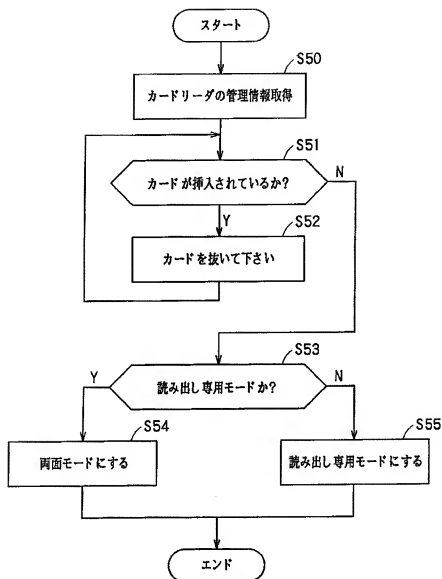 スタート
S50
カードリーダの管理情報取得
S51
カードが挿入されているか?
N
Y
S52
カードを抜いて下さい
S53
Y
読み出し専用モードか?
N
S54
両面モードにする
S55
読み出し専用モードにする
エンド